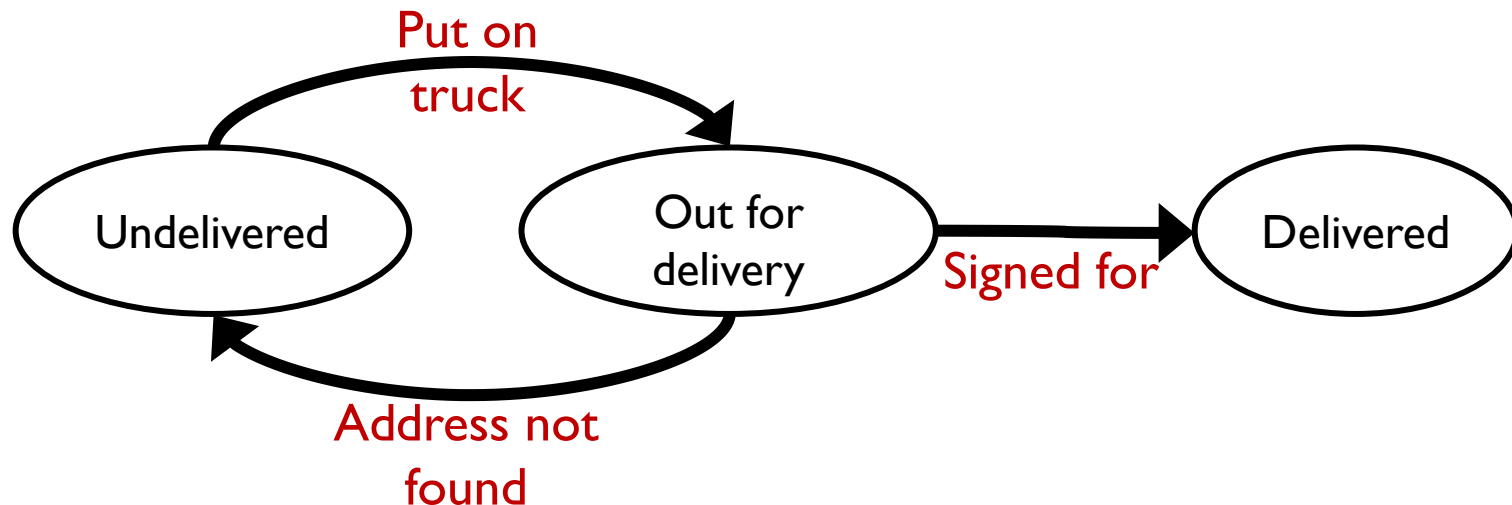 Put on
truck
Undelivered
Out for
delivery
Signed for
Delivered
Address not
found